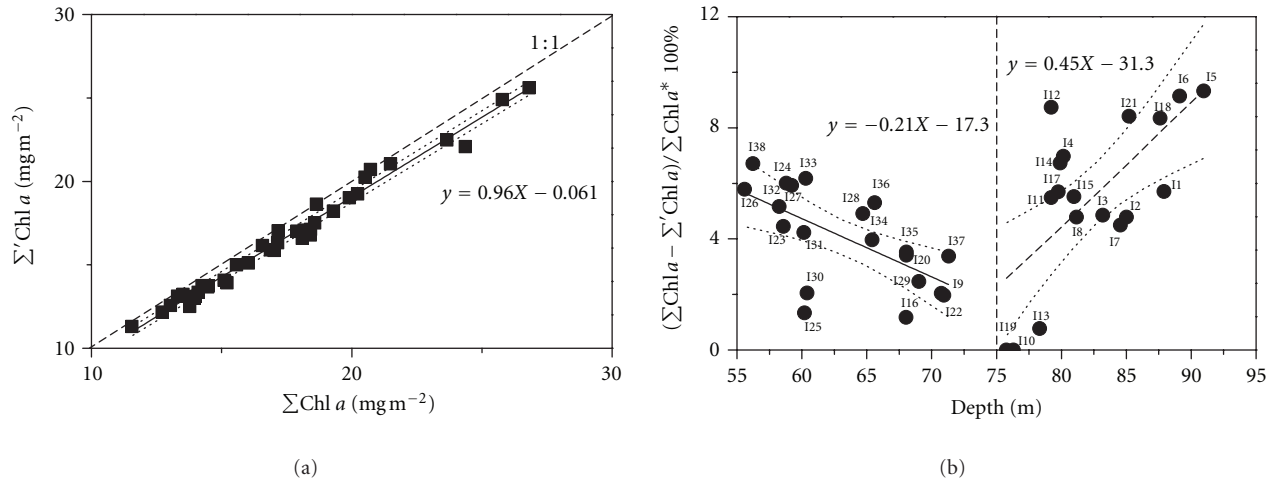 30
20
10
10
20
30
1:1
y = 0.96X − 0.061
∑′Chl a (mg m−2)
∑Chl a (mg m−2)
(a)
12
8
4
0
55
60
65
70
75
80
85
90
95
y = 0.45X − 31.3
y = −0.21X − 17.3
I38
I24
I33
I32
I26
I27
I23
I31
I30
I25
I28
I36
I34
I35
I20
I29
I16
I37
I9
I22
I12
I4
I14
I17
I11
I15
I8
I3
I2
I7
I1
I21
I18
I6
I5
I19
I10
I13
(∑Chl a − ∑′Chl a)/∑Chl a* 100%
Depth (m)
(b)